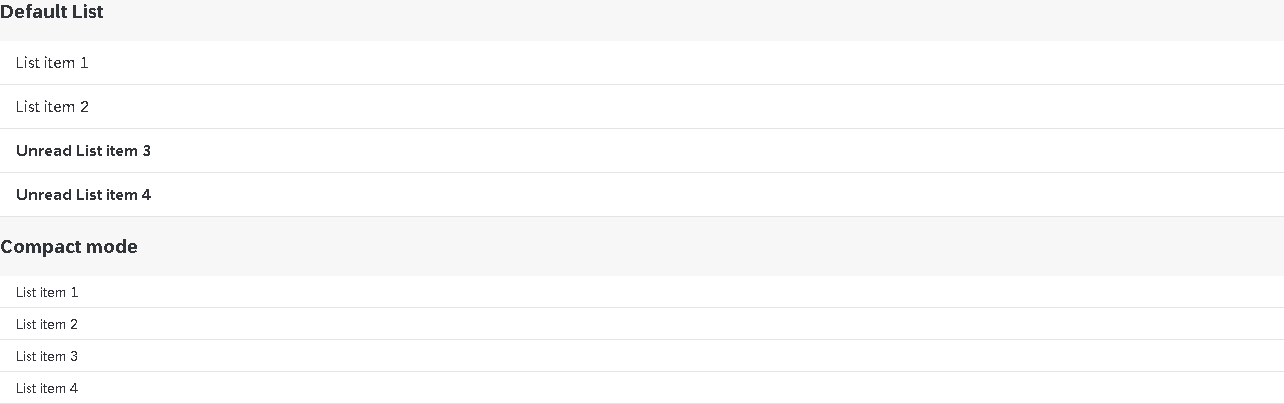 Default List
List item 1
List item 2
Unread List item 3
Unread List item 4
Compact mode
List item 1
List item 2
List item 3
List item 4